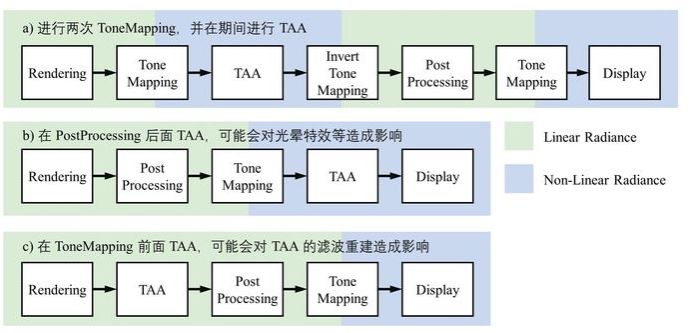 a) 进行两次 ToneMapping，并在期间进行 TAA
Rendering
Tone
Mapping
TAA
Invert
Tone
Mapping
Post
Processing
Tone
Mapping
Display
b) 在 PostProcessing 后面 TAA，可能会对光晕特效等造成影响
Rendering
Post
Processing
Tone
Mapping
TAA
Display
Linear Radiance
Non-Linear Radiance
c) 在 ToneMapping 前面 TAA，可能会对 TAA 的滤波重建造成影响
Rendering
TAA
Post
Processing
Tone
Mapping
Display